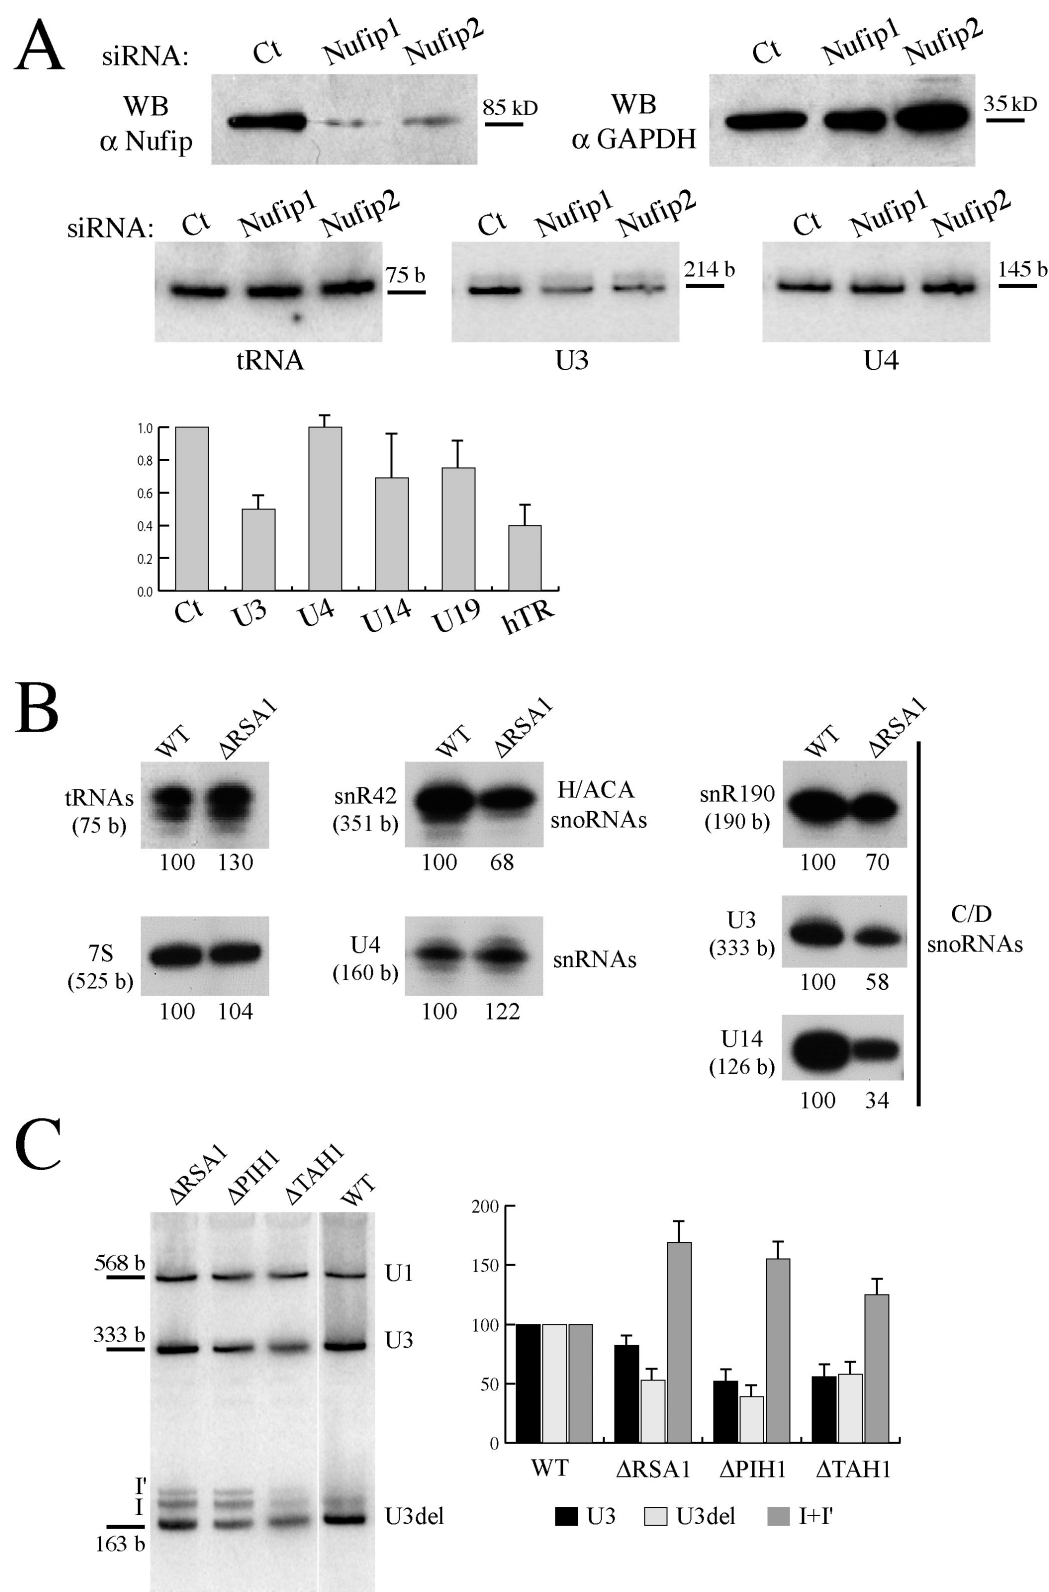 A
siRNA: Ct Nufip1 Nufip2
WB
α Nufip
85 kD
Ct Nufip1 Nufip2
WB
α GAPDH
35 kD
siRNA: Ct Nufip1 Nufip2
75 b
tRNA
Ct Nufip1 Nufip2
214 b
U3
Ct Nufip1 Nufip2
145 b
U4
1.0
0.8
0.6
0.4
0.2
0.0
Ct U3 U4 U14 U19 hTR
B
WT ΔRSA1
tRNAs
(75 b)
100 130
7S
(525 b)
100 104
WT ΔRSA1
snR42
(351 b)
H/ACA
snoRNAs
100 68
U4
(160 b)
snRNAs
100 122
WT ΔRSA1
snR190
(190 b)
100 70
U3
(333 b)
100 58
U14
(126 b)
100 34
C/D
snoRNAs
C
ΔRSA1 ΔPIH1 ΔTAH1 WT
568 b
U1
333 b
U3
I'
I
163 b
U3del
200
150
100
50
0
WT ΔRSA1 ΔPIH1 ΔTAH1
U3 U3del I+I'